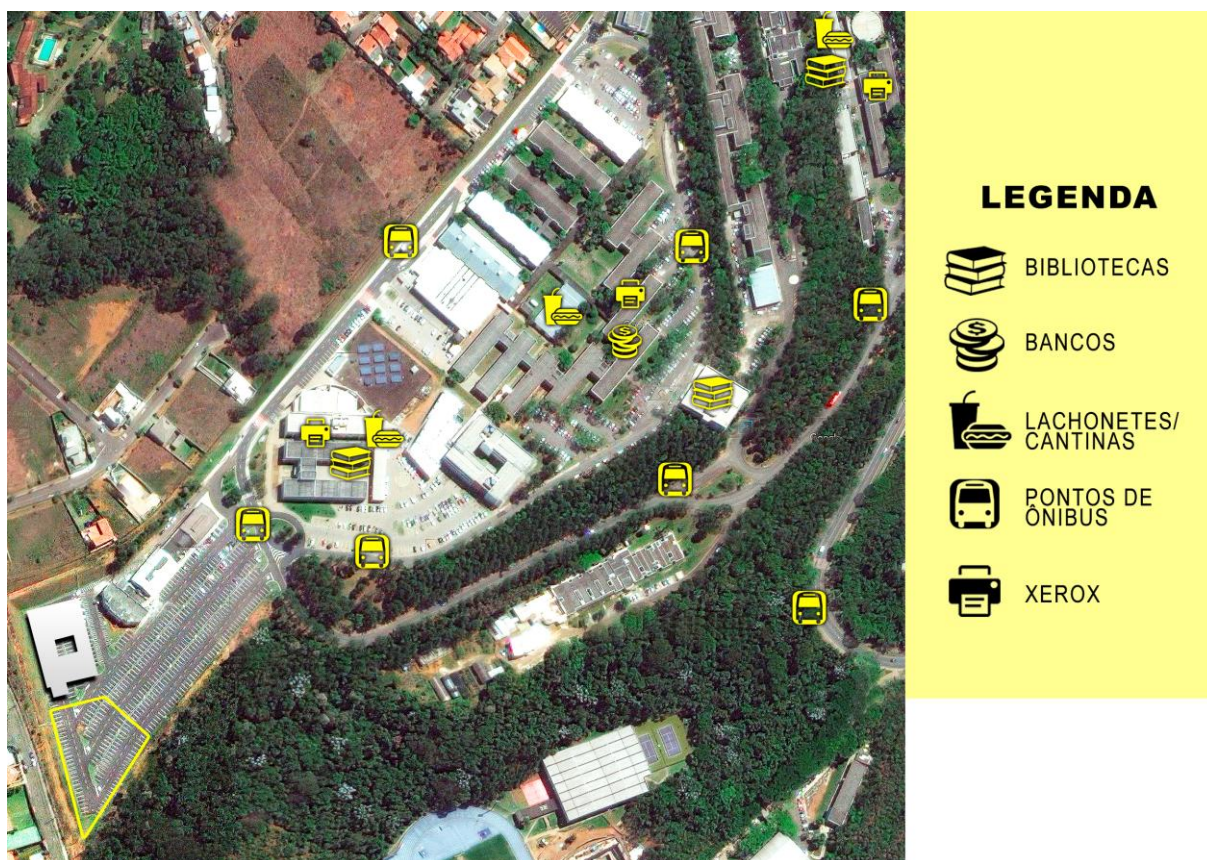 LEGENDA
BIBLIOTECAS
BANCOS
LACHONETES/
CANTINAS
PONTOS DE
ÔNIBUS
XEROX